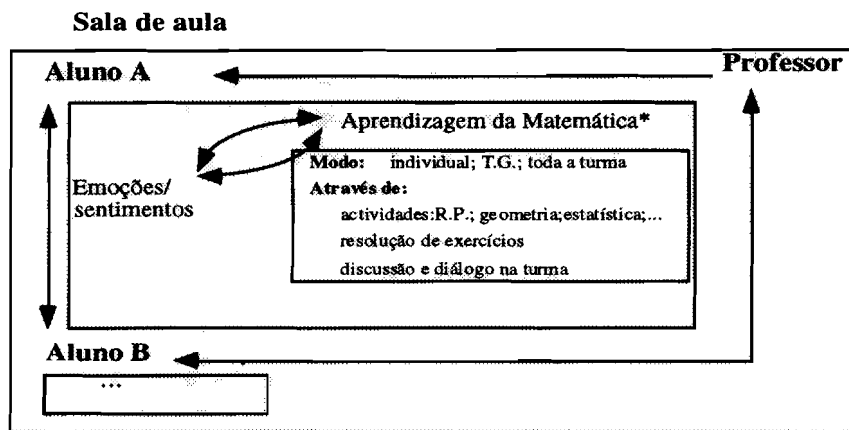 Sala de aula
Aluno A
Professor
Aprendizagem da Matemática*
Modo: individual; T.G.; toda a turma
Através de:
actividades:R.P.; geometria;estatística;...
resolução de exercícios
discussão e diálogo na turma
Emoções/
sentimentos
Aluno B
...